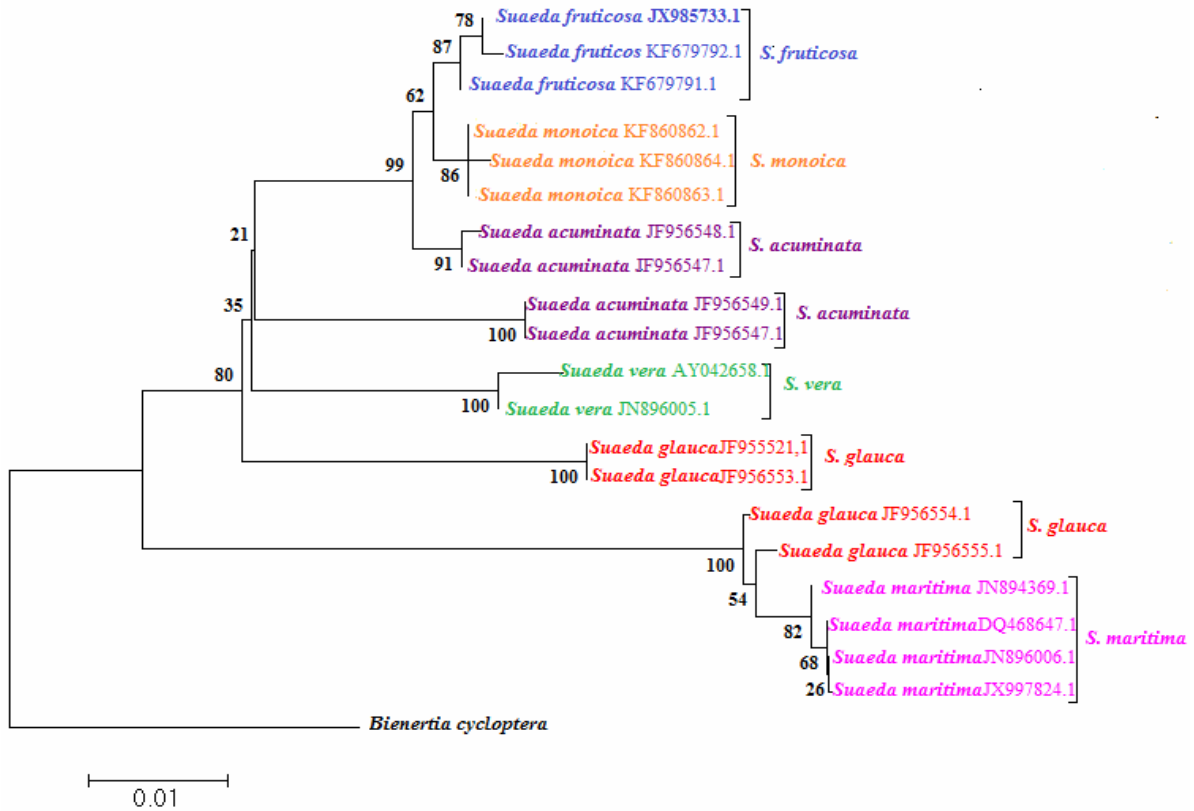 78
Suaeda fruticosa JX985733.1
87
Suaeda fruticos KF679792.1
S. fruticosa
Suaeda fruticosa KF679791.1
62
Suaeda monoica KF860862.1
99
Suaeda monoica KF860864.1
S. monoica
86
Suaeda monoica KF860863.1
21
Suaeda acuminata JF956548.1
S. acuminata
91
Suaeda acuminata JF956547.1
35
Suaeda acuminata JF956549.1
S. acuminata
100
Suaeda acuminata JF956547.1
80
Suaeda vera AY042658.1
S. vera
100
Suaeda vera JN896005.1
Suaeda glaucaJF955521,1
S. glauca
100
Suaeda glaucaJF956553.1
Suaeda glauca JF956554.1
S. glauca
100
Suaeda glauca JF956555.1
54
Suaeda maritima JN894369.1
82
Suaeda maritimaDQ468647.1
S. maritima
68
Suaeda maritimaJN896006.1
26
Suaeda maritimaJX997824.1
Bienertia cycloptera
0.01